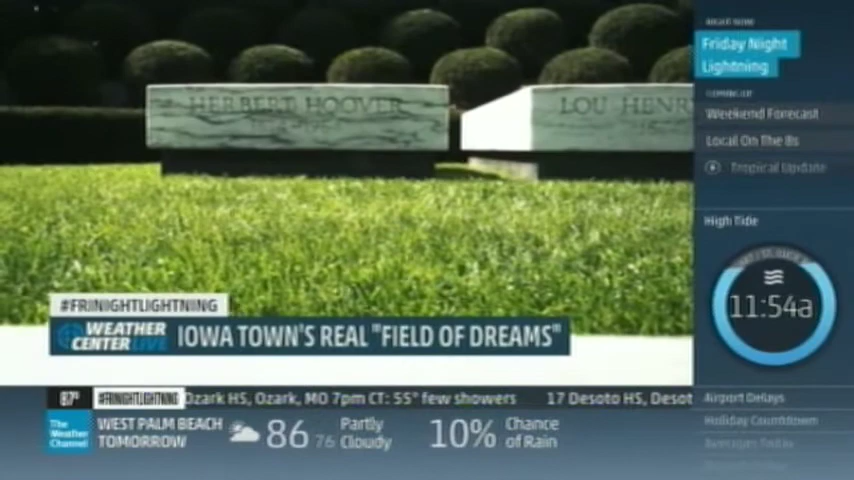 HERBERT HOOVER
LOU HENR
#FRINIGHTLIGHTNING
WEATHER
CENTER LIVE
IOWA TOWN'S REAL "FIELD OF DREAMS"
87°
#FRINIGHTLIGHTNING
Ozark HS, Ozark, MO 7pm CT: 55° few showers
17 Desoto HS, Desot
The
Weather
Channel
WEST PALM BEACH
TOMORROW
86
76
Partly
Cloudy
10%
Chance
of Rain
RIGHT NOW
Friday Night
Lightning
COMING UP
Weekend Forecast
Local On The 8s
Tropical Update
High Tide
11:54a
Airport Delays
Holiday Countdown
Averages Today